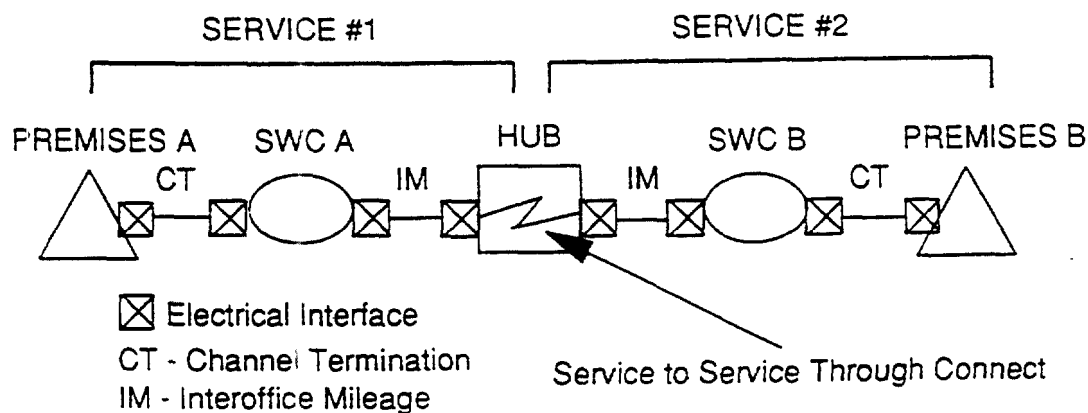 SERVICE #1
SERVICE #2
PREMISES A
SWC A
HUB
SWC B
PREMISES B
CT
IM
IM
CT
Electrical Interface
CT - Channel Termination
IM - Interoffice Mileage
Service to Service Through Connect